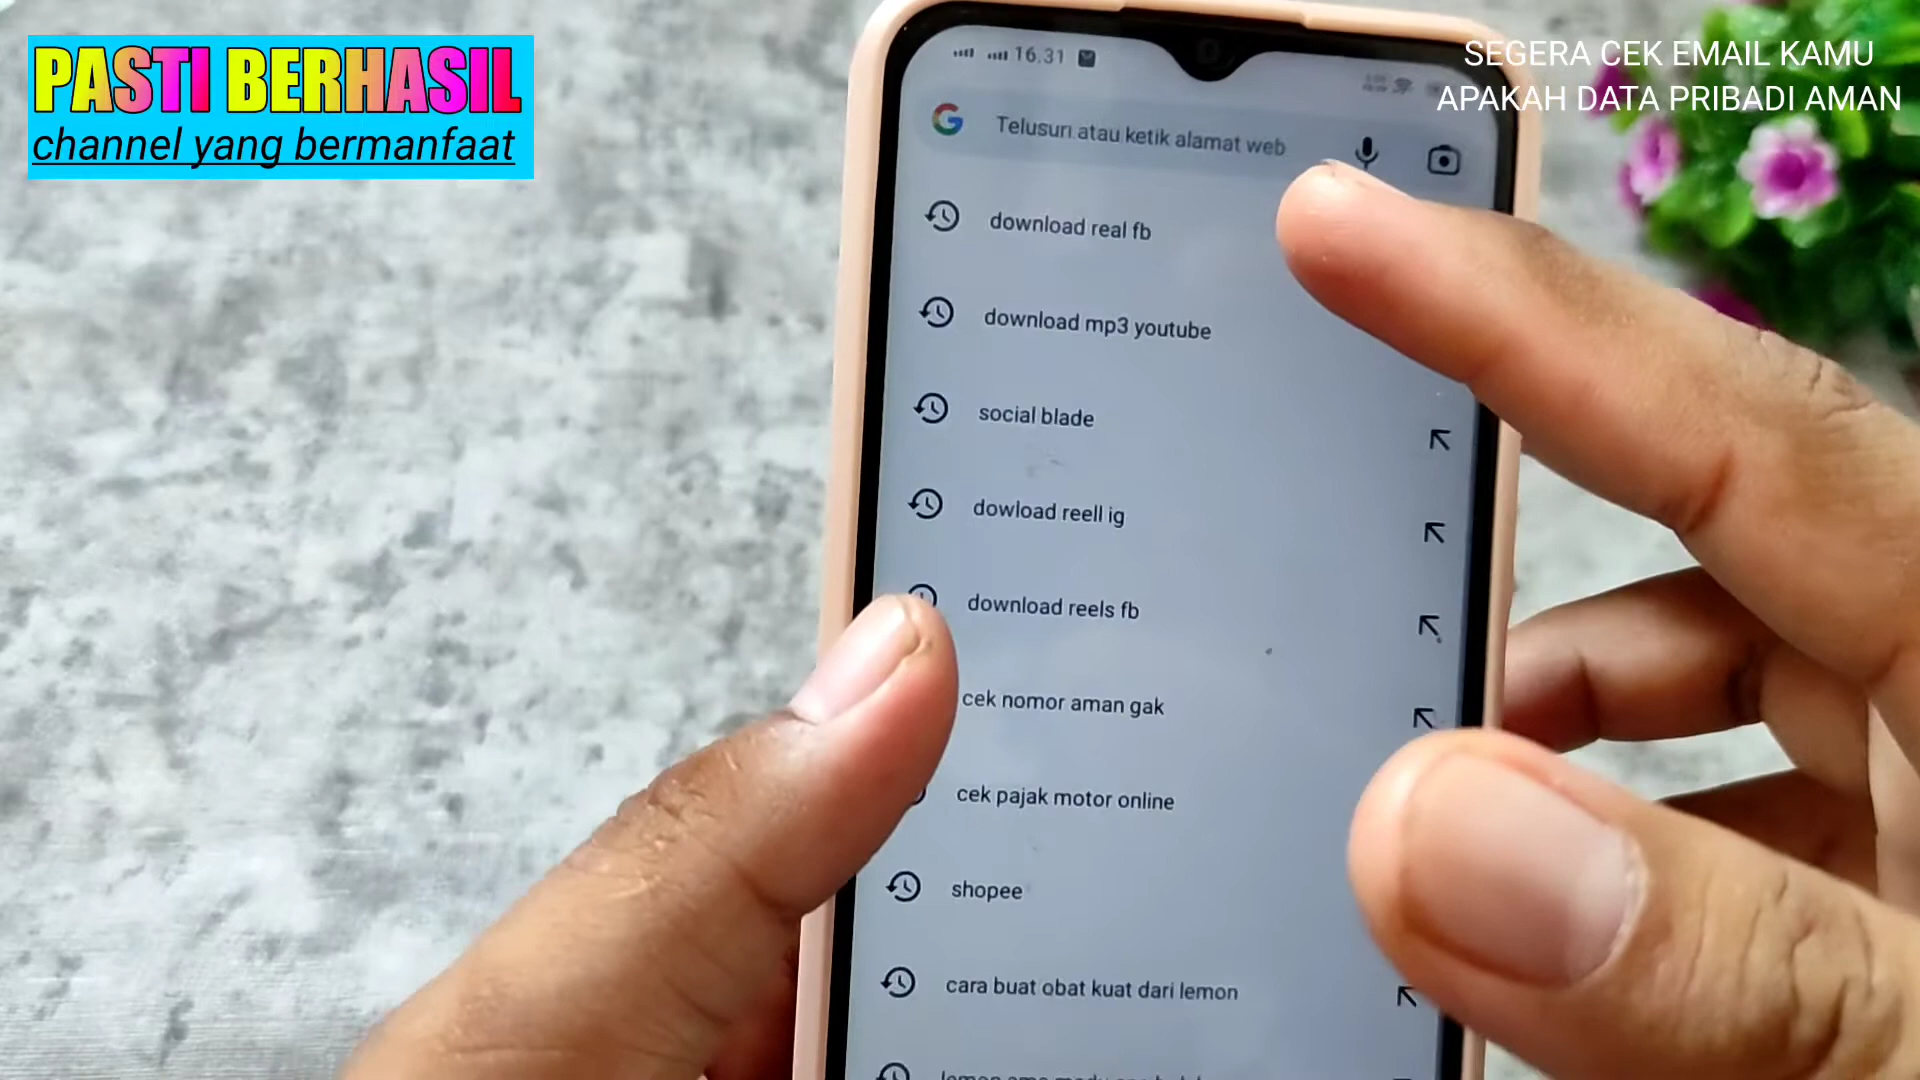 PASTI BERHASIL
channel yang bermanfaat
SEGERA CEK EMAIL KAMU
APAKAH DATA PRIBADI AMAN
16.31
Telusuri atau ketik alamat web
download real fb
download mp3 youtube
social blade
dowload reell ig
download reels fb
cek nomor aman gak
cek pajak motor online
shopee
cara buat obat kuat dari lemon